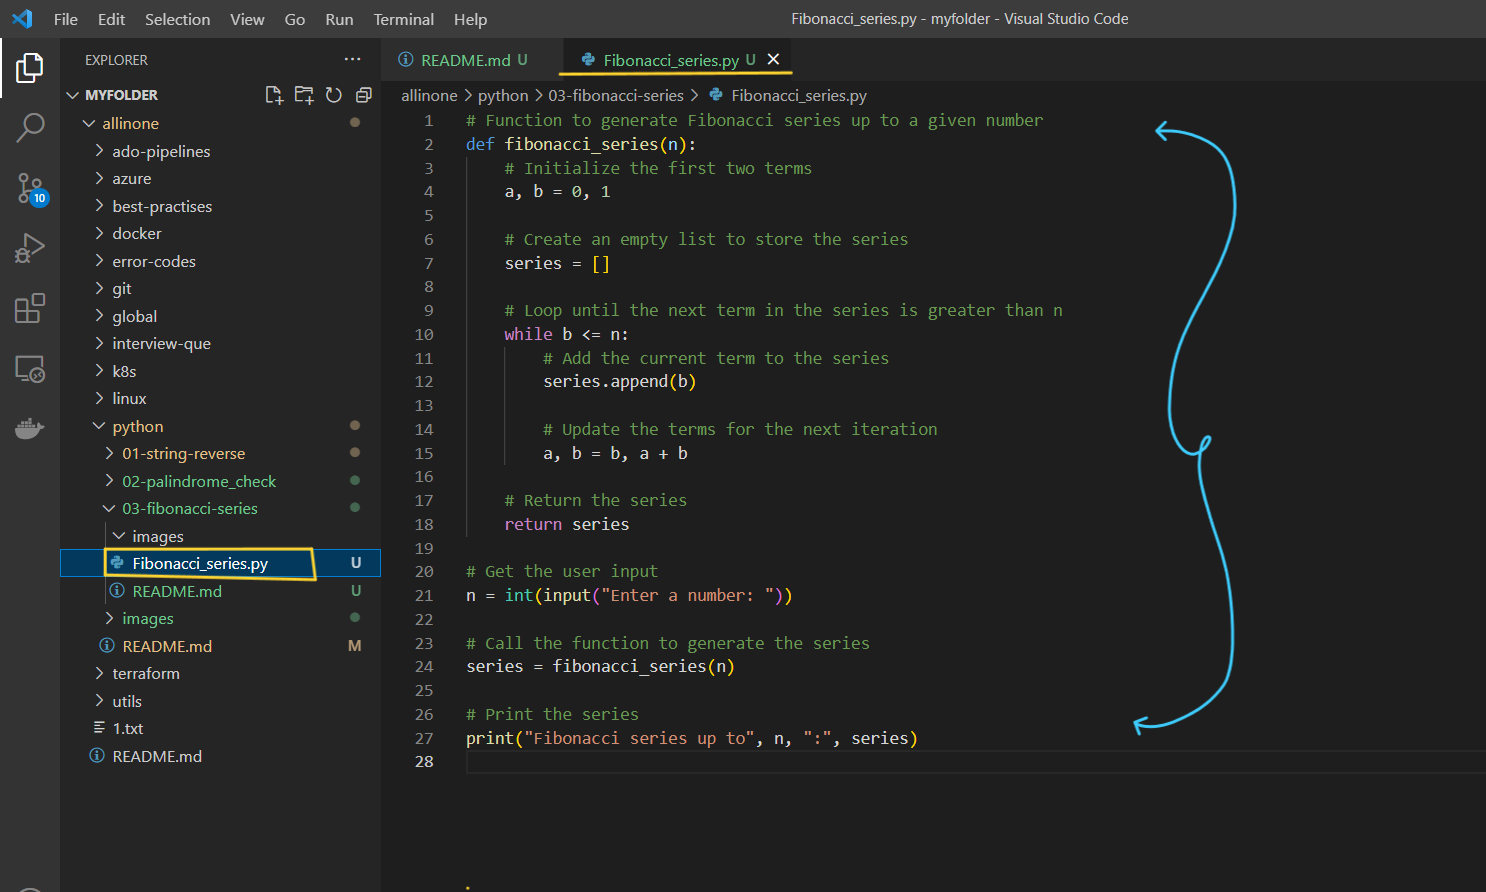 File Edit Selection View Go Run Terminal Help
Fibonacci_series.py - myfolder - Visual Studio Code
EXPLORER
MYFOLDER
allinone
ado-pipelines
azure
best-practises
docker
error-codes
git
global
interview-que
k8s
linux
python
01-string-reverse
02-palindrome_check
03-fibonacci-series
images
Fibonacci_series.py U
README.md U
images
README.md M
terraform
utils
1.txt
README.md
10
README.md U
Fibonacci_series.py U
allinone > python > 03-fibonacci-series > Fibonacci_series.py
1 # Function to generate Fibonacci series up to a given number
2 def fibonacci_series(n):
3 # Initialize the first two terms
4 a, b = 0, 1
5
6 # Create an empty list to store the series
7 series = []
8
9 # Loop until the next term in the series is greater than n
10 while b <= n:
11 # Add the current term to the series
12 series.append(b)
13
14 # Update the terms for the next iteration
15 a, b = b, a + b
16
17 # Return the series
18 return series
19
20 # Get the user input
21 n = int(input("Enter a number: "))
22
23 # Call the function to generate the series
24 series = fibonacci_series(n)
25
26 # Print the series
27 print("Fibonacci series up to", n, ":", series)
28